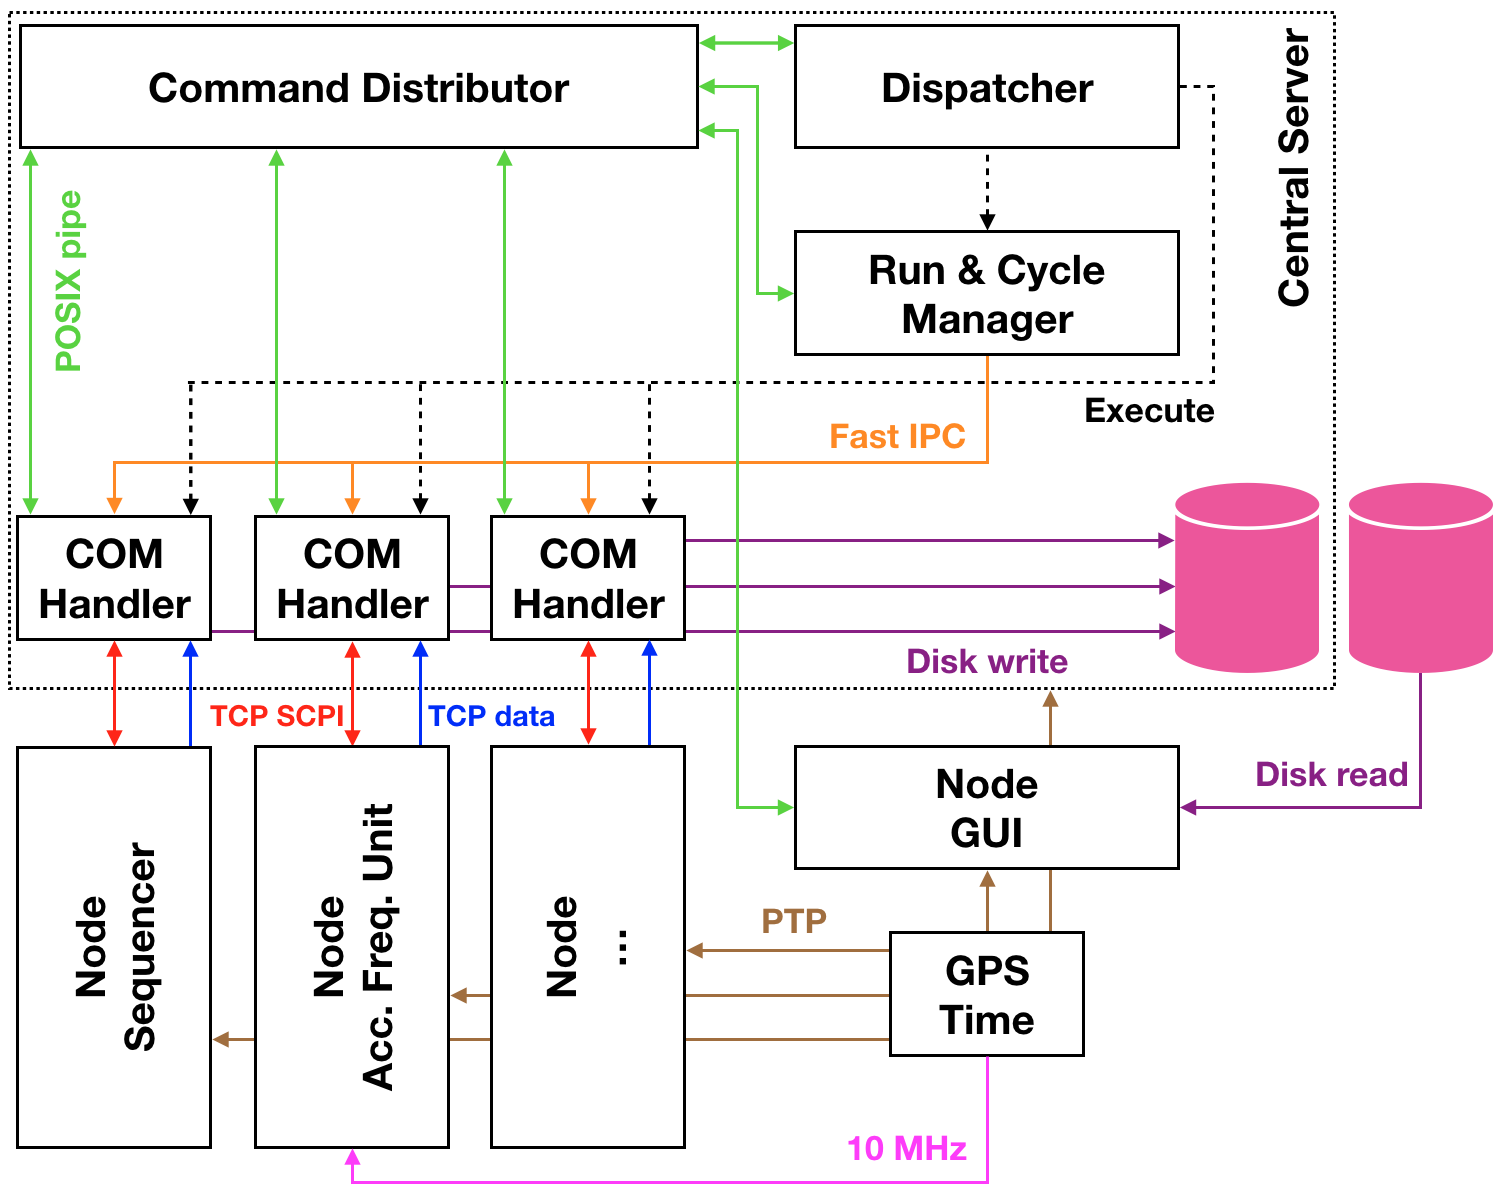 Command Distributor
Dispatcher
Central Server
POSIX pipe
Run & Cycle
Manager
Execute
Fast IPC
COM
Handler
COM
Handler
COM
Handler
Disk write
TCP SCPI
TCP data
Disk read
Node
Sequencer
Node
Acc. Freq. Unit
Node
...
Node
GUI
PTP
GPS
Time
10 MHz